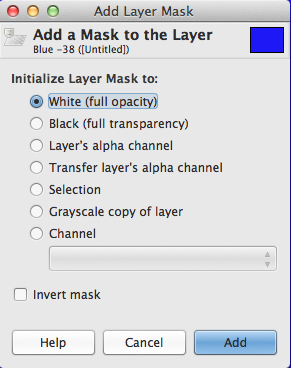 Add Layer Mask
Add a Mask to the Layer
Blue -38 ([Untitled])
Initialize Layer Mask to:
White (full opacity)
Black (full transparency)
Layer's alpha channel
Transfer layer's alpha channel
Selection
Grayscale copy of layer
Channel
Invert mask
Help Cancel Add